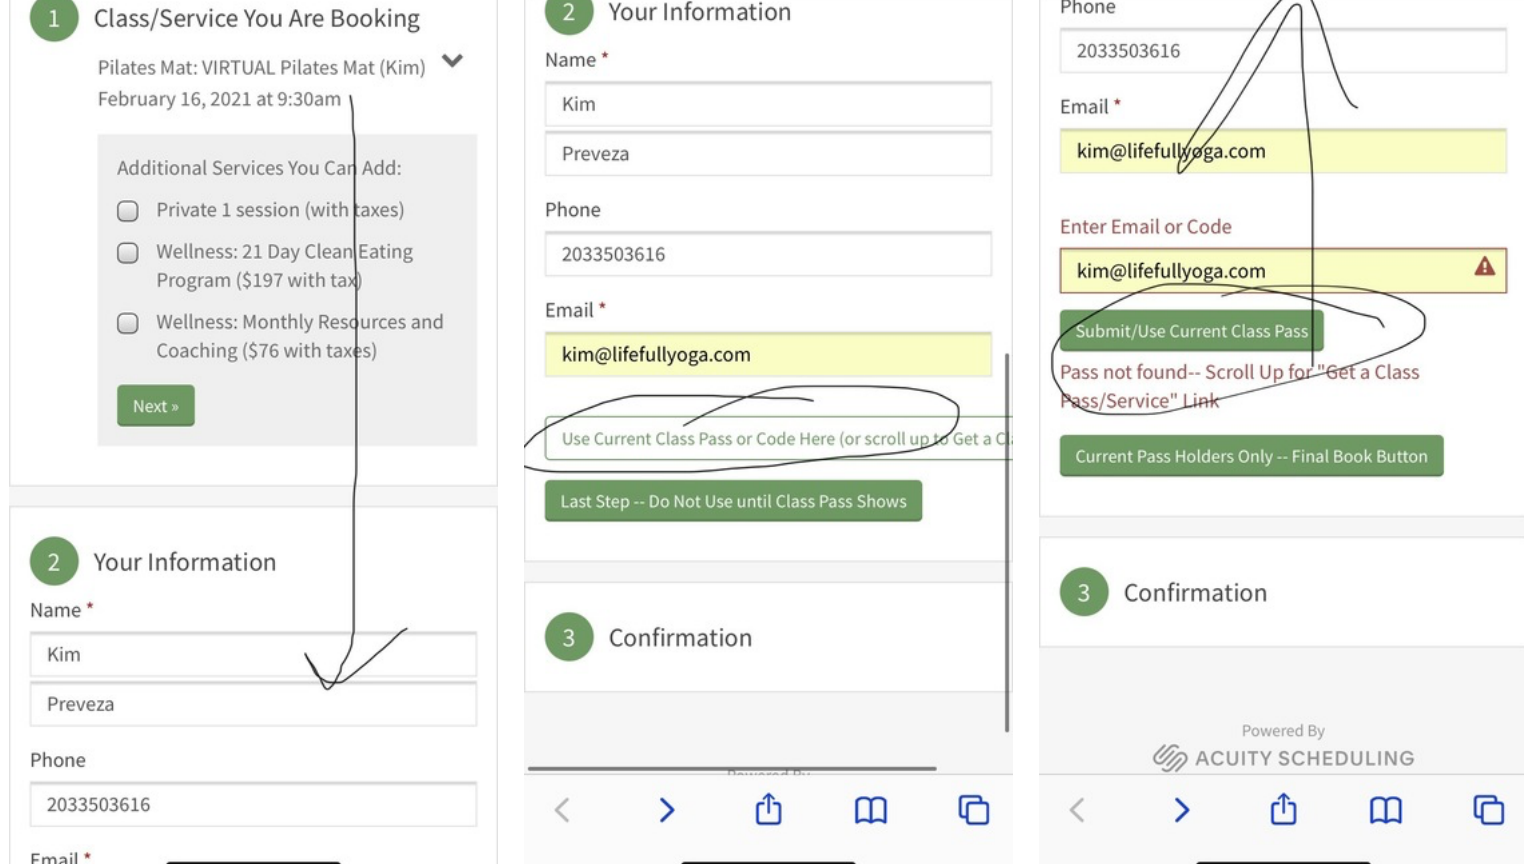 1 Class/Service You Are Booking
Pilates Mat: VIRTUAL Pilates Mat (Kim)
February 16, 2021 at 9:30am
Additional Services You Can Add:
Private 1 session (with taxes)
Wellness: 21 Day Clean Eating
Program ($197 with tax)
Wellness: Monthly Resources and
Coaching ($76 with taxes)
Next »
2 Your Information
Name *
Kim
Preveza
Phone
2033503616
Email *
2 Your Information
Name *
Kim
Preveza
Phone
2033503616
Email *
kim@lifefullyoga.com
Use Current Class Pass or Code Here (or scroll up to Get a Cl
Last Step -- Do Not Use until Class Pass Shows
3 Confirmation
Powered By
Phone
2033503616
Email *
kim@lifefullyoga.com
Enter Email or Code
kim@lifefullyoga.com
Submit/Use Current Class Pass
Pass not found-- Scroll Up for "Get a Class
Pass/Service" Link
Current Pass Holders Only -- Final Book Button
3 Confirmation
Powered By
ACUITY SCHEDULING